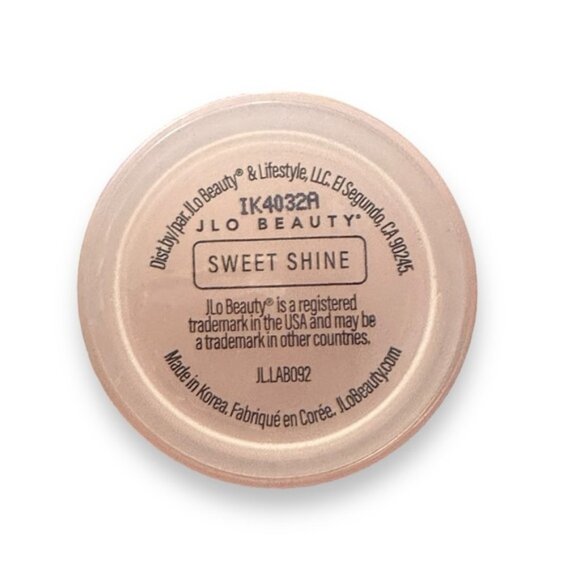 Dist.by/par. JLo Beauty® & Lifestyle, LLC. El Segundo, CA 90245.
IK4032A
JLO BEAUTY®
SWEET SHINE
JLo Beauty® is a registered
trademark in the USA and may be
a trademark in other countries.
JL.LAB092
Made in Korea. Fabriqué en Corée. JLoBeauty.com